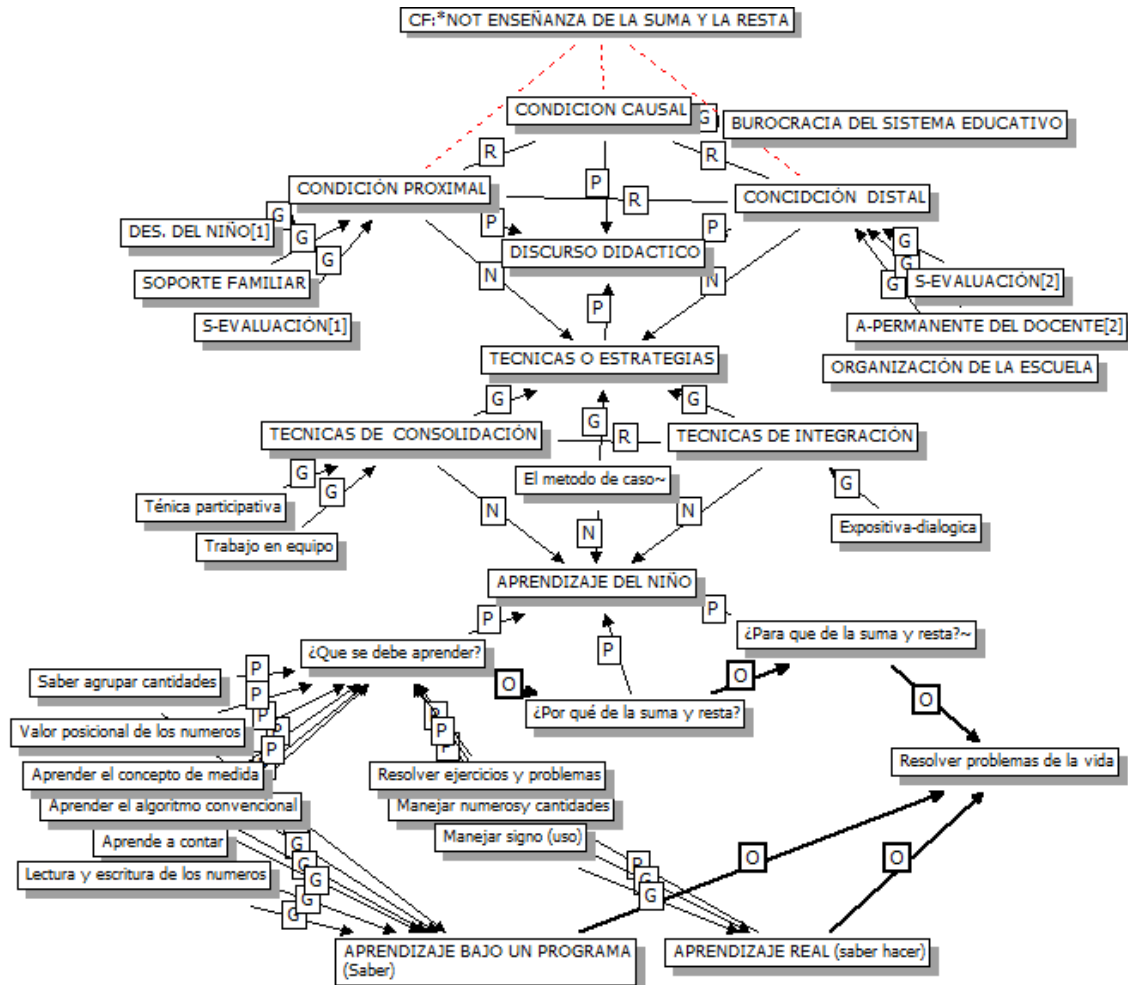 CF:*NOT ENSEÑANZA DE LA SUMA Y LA RESTA
CONDICION CAUSAL
G
BUROCRACIA DEL SISTEMA EDUCATIVO
R
R
CONDICIÓN PROXIMAL
P
R
CONCIDCIÓN DISTAL
G
DES. DEL NIÑO[1]
G
P
P
G
DISCURSO DIDACTICO
G
G
SOPORTE FAMILIAR
N
N
G
S-EVALUACIÓN[2]
S-EVALUACIÓN[1]
P
A-PERMANENTE DEL DOCENTE[2]
TECNICAS O ESTRATEGIAS
ORGANIZACIÓN DE LA ESCUELA
G
G
G
TECNICAS DE CONSOLIDACIÓN
R
TECNICAS DE INTEGRACIÓN
G
El metodo de caso~
G
G
Ténica participativa
N
N
Expositiva-dialogica
Trabajo en equipo
N
APRENDIZAJE DEL NIÑO
P
P
¿Para que de la suma y resta?~
¿Que se debe aprender?
P
P
Saber agrupar cantidades
O
O
P
¿Por qué de la suma y resta?
O
Valor posicional de los numeros
P
P
P
P
P
P
Resolver problemas de la vida
Aprender el concepto de medida
Resolver ejercicios y problemas
Aprender el algoritmo convencional
Manejar numerosy cantidades
Aprende a contar
Manejar signo (uso)
G
G
P
O
O
Lectura y escritura de los numeros
G
G
G
G
G
APRENDIZAJE BAJO UN PROGRAMA
(Saber)
APRENDIZAJE REAL (saber hacer)